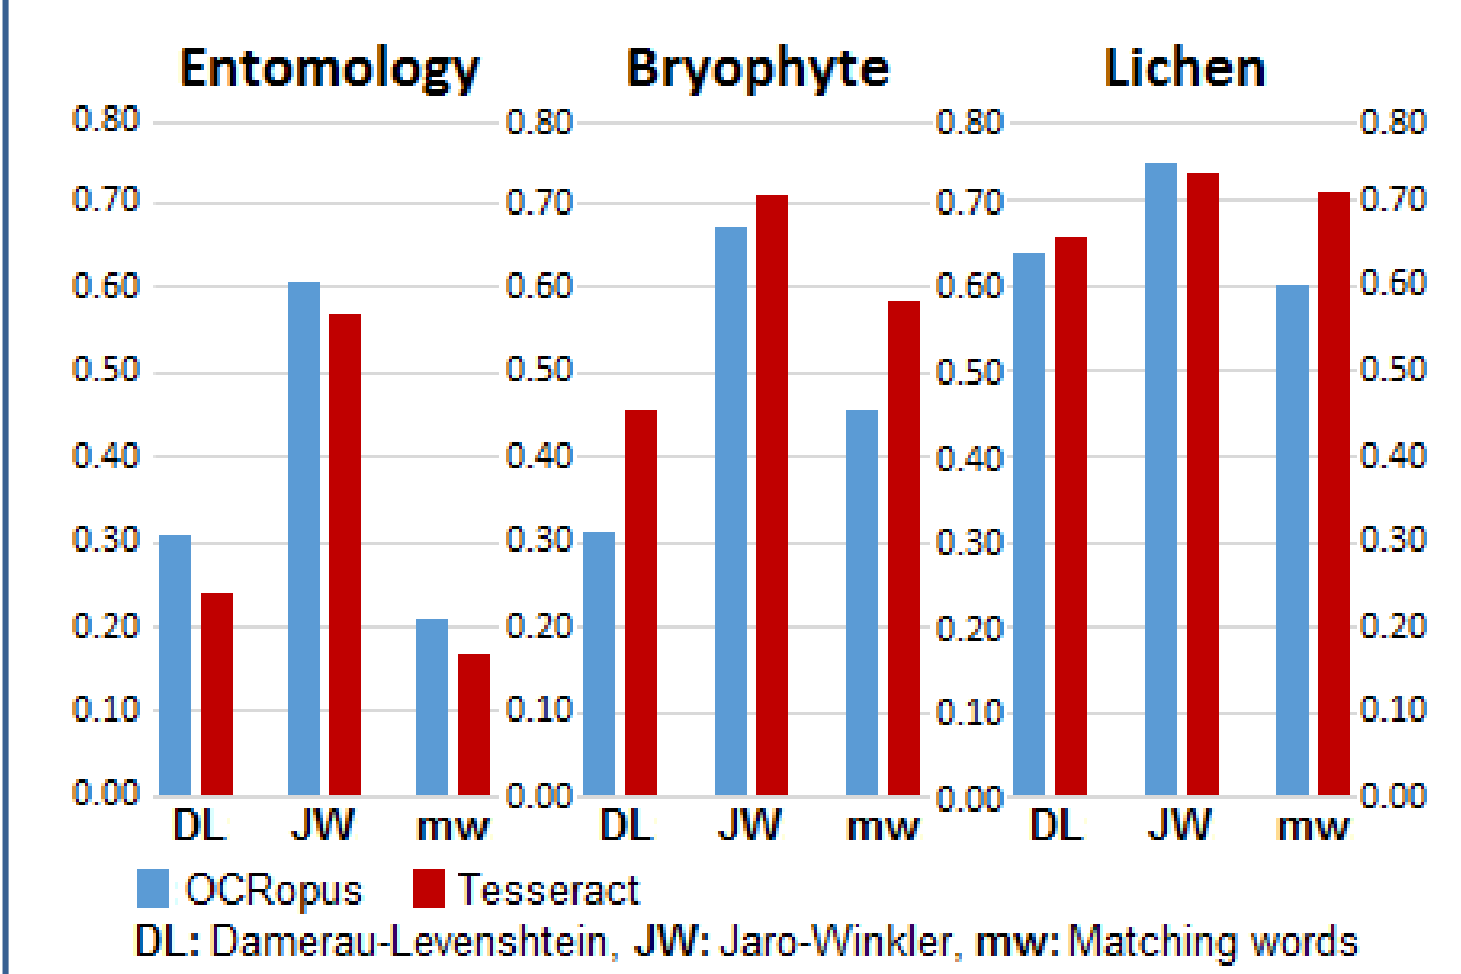 Entomology Bryophyte Lichen
0.80 0.80 0.80 0.80
0.70 0.70 0.70 0.70
0.60 0.60 0.60 0.60
0.50 0.50 0.50 0.50
0.40 0.40 0.40 0.40
0.30 0.30 0.30 0.30
0.20 0.20 0.20 0.20
0.10 0.10 0.10 0.10
0.00 0.00 0.00 0.00
DL JW mw DL JW mw DL JW mw
OCRopus Tesseract
DL: Damerau-Levenshtein, JW: Jaro-Winkler, mw: Matching words